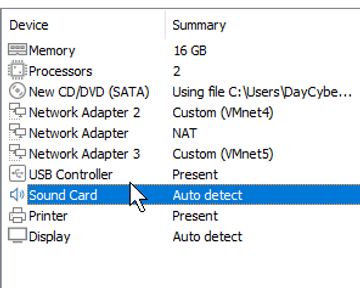 Device Summary
Memory 16 GB
Processors 2
New CD/DVD (SATA) Using file C:\Users\DayCybe...
Network Adapter 2 Custom (VMnet4)
Network Adapter NAT
Network Adapter 3 Custom (VMnet5)
USB Controller Present
Sound Card Auto detect
Printer Present
Display Auto detect